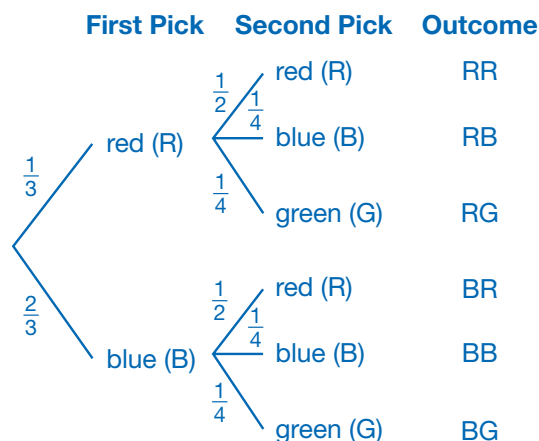 First Pick Second Pick Outcome
1/2 red (R) RR
1/4
1/3 red (R) blue (B) RB
1/4 green (G) RG
1/2 red (R) BR
2/3 1/4
blue (B) blue (B) BB
1/4 green (G) BG